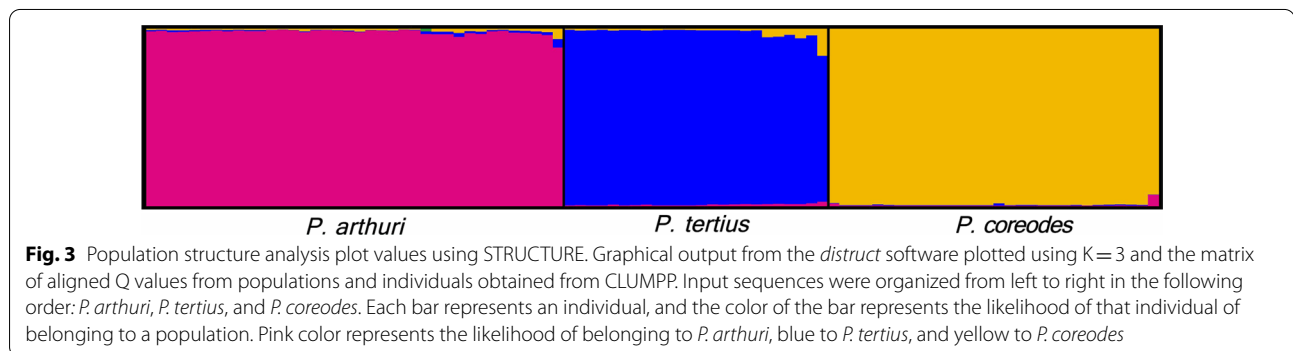 P. arthuri P. tertius P. coreodes
Fig. 3 Population structure analysis plot values using STRUCTURE. Graphical output from the distruct software plotted using K = 3 and the matrix
of aligned Q values from populations and individuals obtained from CLUMPP. Input sequences were organized from left to right in the following
order: P. arthuri, P. tertius, and P. coreodes. Each bar represents an individual, and the color of the bar represents the likelihood of that individual of
belonging to a population. Pink color represents the likelihood of belonging to P. arthuri, blue to P. tertius, and yellow to P. coreodes